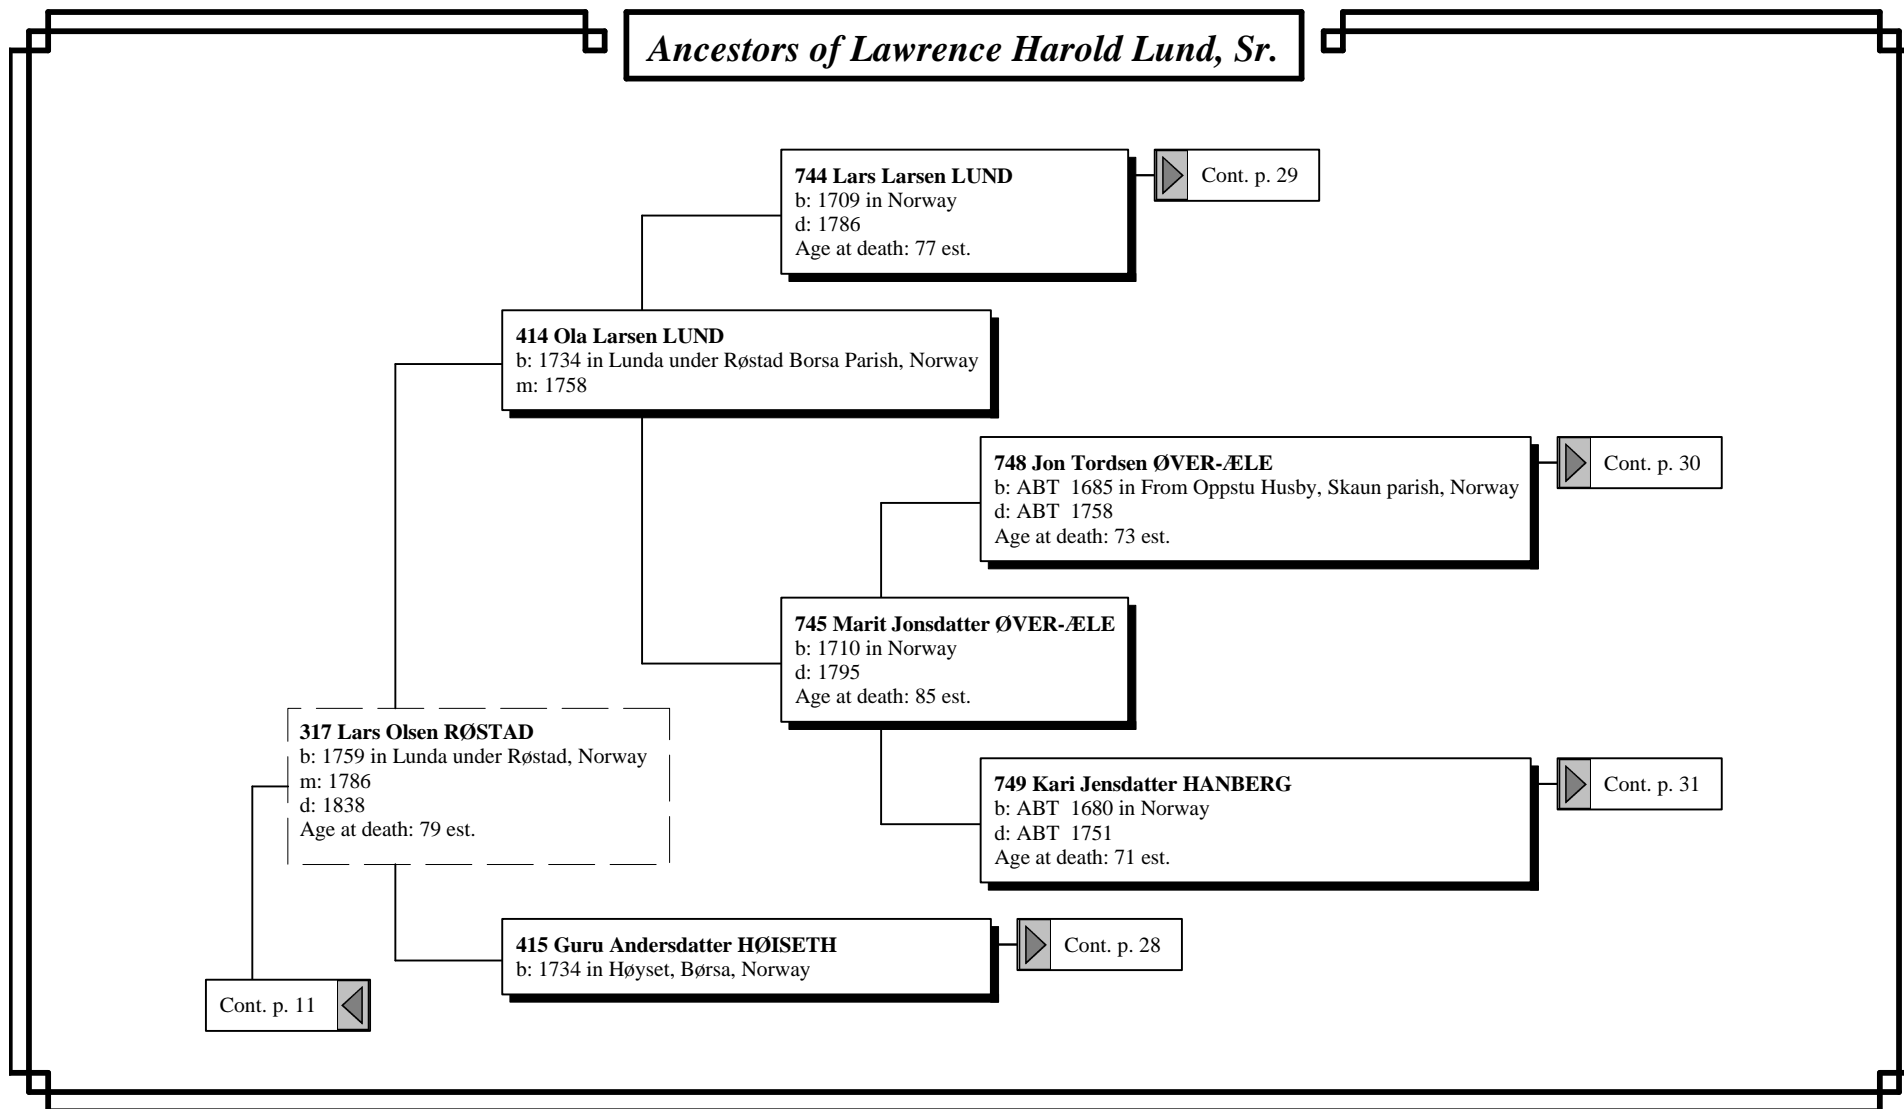 Ancestors of Lawrence Harold Lund, Sr.
744 Lars Larsen LUND
b: 1709 in Norway
d: 1786
Age at death: 77 est.
Cont. p. 29
414 Ola Larsen LUND
b: 1734 in Lunda under Røstad Borsa Parish, Norway
m: 1758
748 Jon Tordsen ØVER-ÆLE
b: ABT 1685 in From Oppstu Husby, Skaun parish, Norway
d: ABT 1758
Age at death: 73 est.
Cont. p. 30
745 Marit Jonsdatter ØVER-ÆLE
b: 1710 in Norway
d: 1795
Age at death: 85 est.
317 Lars Olsen RØSTAD
b: 1759 in Lunda under Røstad, Norway
m: 1786
d: 1838
Age at death: 79 est.
749 Kari Jensdatter HANBERG
b: ABT 1680 in Norway
d: ABT 1751
Age at death: 71 est.
Cont. p. 31
415 Guru Andersdatter HØISETH
b: 1734 in Høyset, Børsa, Norway
Cont. p. 28
Cont. p. 11